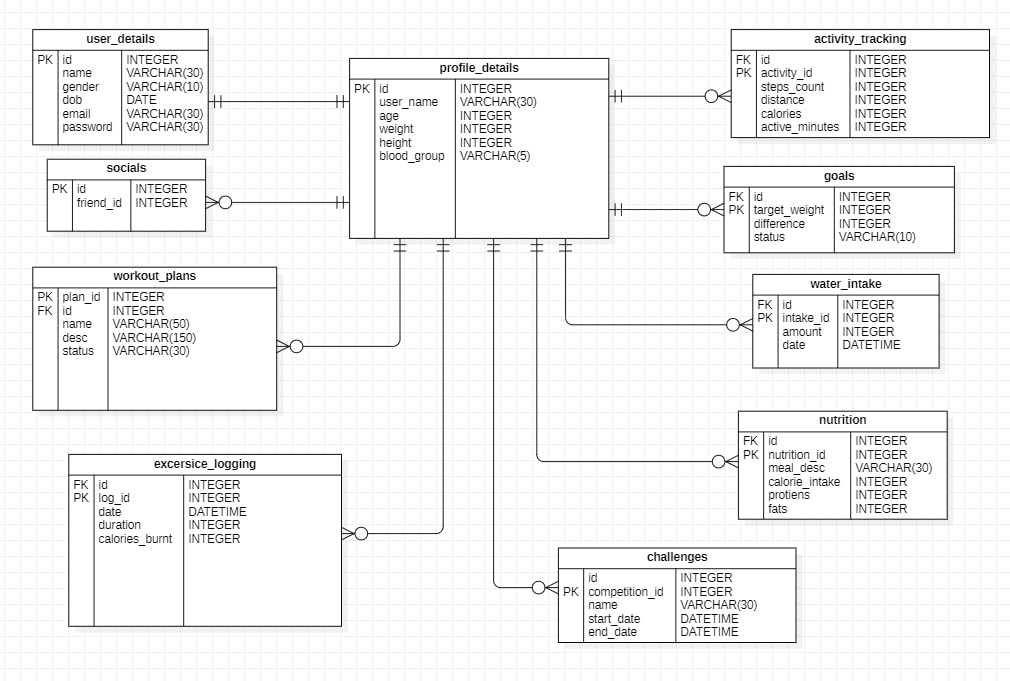 user_details
PK id INTEGER
name VARCHAR(30)
gender VARCHAR(10)
dob DATE
email VARCHAR(30)
password VARCHAR(30)
socials
PK id INTEGER
friend_id INTEGER
workout_plans
PK plan_id INTEGER
FK id INTEGER
name VARCHAR(50)
desc VARCHAR(150)
status VARCHAR(30)
excersice_logging
FK id INTEGER
PK log_id INTEGER
date DATETIME
duration INTEGER
calories_burnt INTEGER
profile_details
PK id INTEGER
user_name VARCHAR(30)
age INTEGER
weight INTEGER
height INTEGER
blood_group VARCHAR(5)
activity_tracking
FK id INTEGER
PK activity_id INTEGER
steps_count INTEGER
distance INTEGER
calories INTEGER
active_minutes INTEGER
goals
FK id INTEGER
PK target_weight INTEGER
difference INTEGER
status VARCHAR(10)
water_intake
FK id INTEGER
PK intake_id INTEGER
amount INTEGER
date DATETIME
nutrition
FK id INTEGER
PK nutrition_id INTEGER
meal_desc VARCHAR(30)
calorie_intake INTEGER
protiens INTEGER
fats INTEGER
challenges
id INTEGER
PK competition_id INTEGER
name VARCHAR(30)
start_date DATETIME
end_date DATETIME